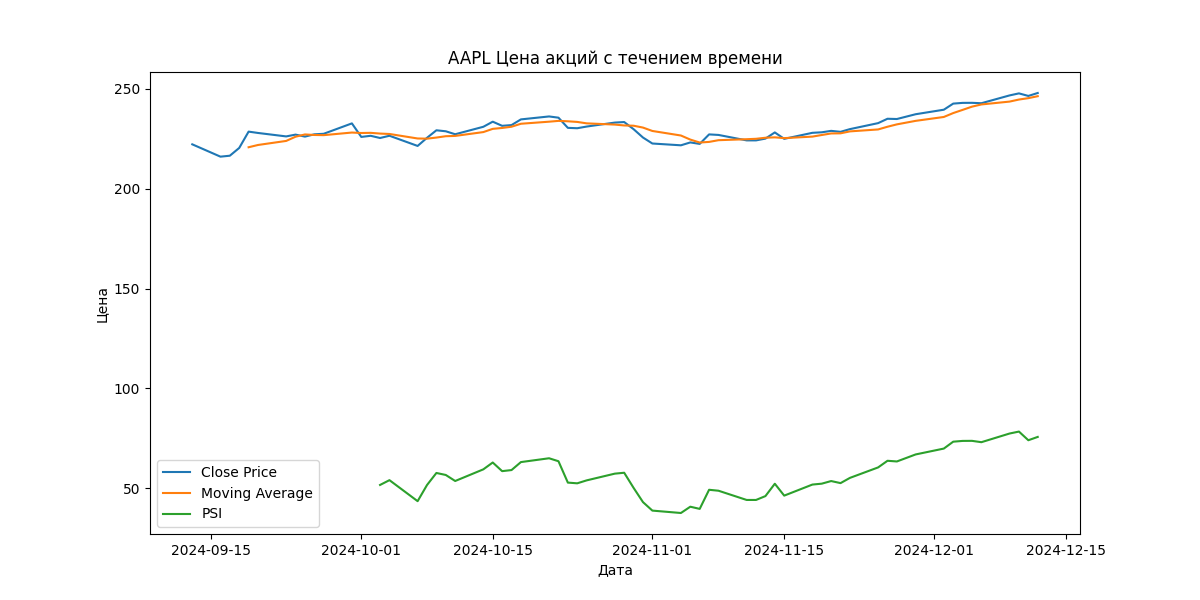 AAPL Цена акций с течением времени
250
200
150
100
50
Цена
Close Price
Moving Average
PSI
2024-09-15
2024-10-01
2024-10-15
2024-11-01
2024-11-15
2024-12-01
2024-12-15
Дата